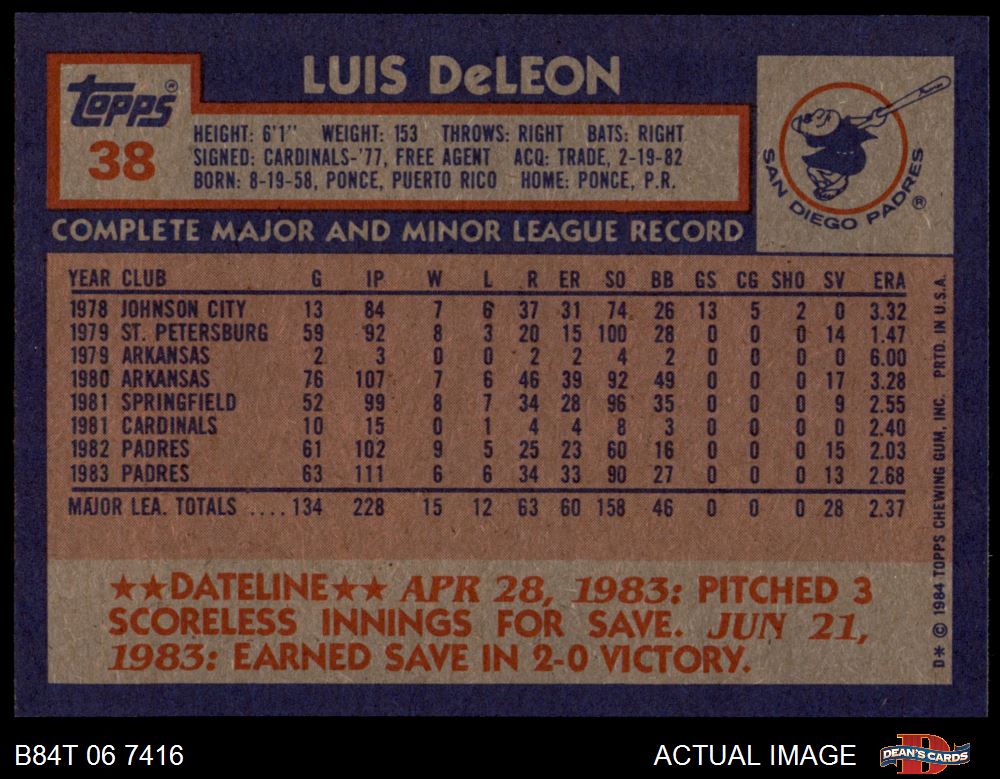 LUIS DeLEON
Topps®
38
HEIGHT: 6'1" WEIGHT: 153 THROWS: RIGHT BATS: RIGHT
SIGNED: CARDINALS-'77, FREE AGENT ACQ: TRADE, 2-19-82
BORN: 8-19-58, PONCE, PUERTO RICO HOME: PONCE, P.R.
SAN DIEGO PADRES ®
COMPLETE MAJOR AND MINOR LEAGUE RECORD
YEAR CLUB G IP W L R ER SO BB GS CG SHO SV ERA
1978 JOHNSON CITY 13 84 7 6 37 31 74 26 13 5 2 0 3.32
1979 ST. PETERSBURG 59 92 8 3 20 15 100 28 0 0 0 14 1.47
1979 ARKANSAS 2 3 0 0 2 2 4 2 0 0 0 0 6.00
1980 ARKANSAS 76 107 7 6 46 39 92 49 0 0 0 17 3.28
1981 SPRINGFIELD 52 99 8 7 34 28 96 35 0 0 0 9 2.55
1981 CARDINALS 10 15 0 1 4 4 8 3 0 0 0 0 2.40
1982 PADRES 61 102 9 5 25 23 60 16 0 0 0 15 2.03
1983 PADRES 63 111 6 6 34 33 90 27 0 0 0 13 2.68
MAJOR LEA. TOTALS ....134 228 15 12 63 60 158 46 0 0 0 28 2.37
★★DATELINE★★ APR 28, 1983: PITCHED 3
SCORELESS INNINGS FOR SAVE. JUN 21,
1983: EARNED SAVE IN 2-0 VICTORY.
D* © 1984 TOPPS CHEWING GUM, INC. PRTD. IN U.S.A.
B84T 06 7416 ACTUAL IMAGE DEAN'S CARDS